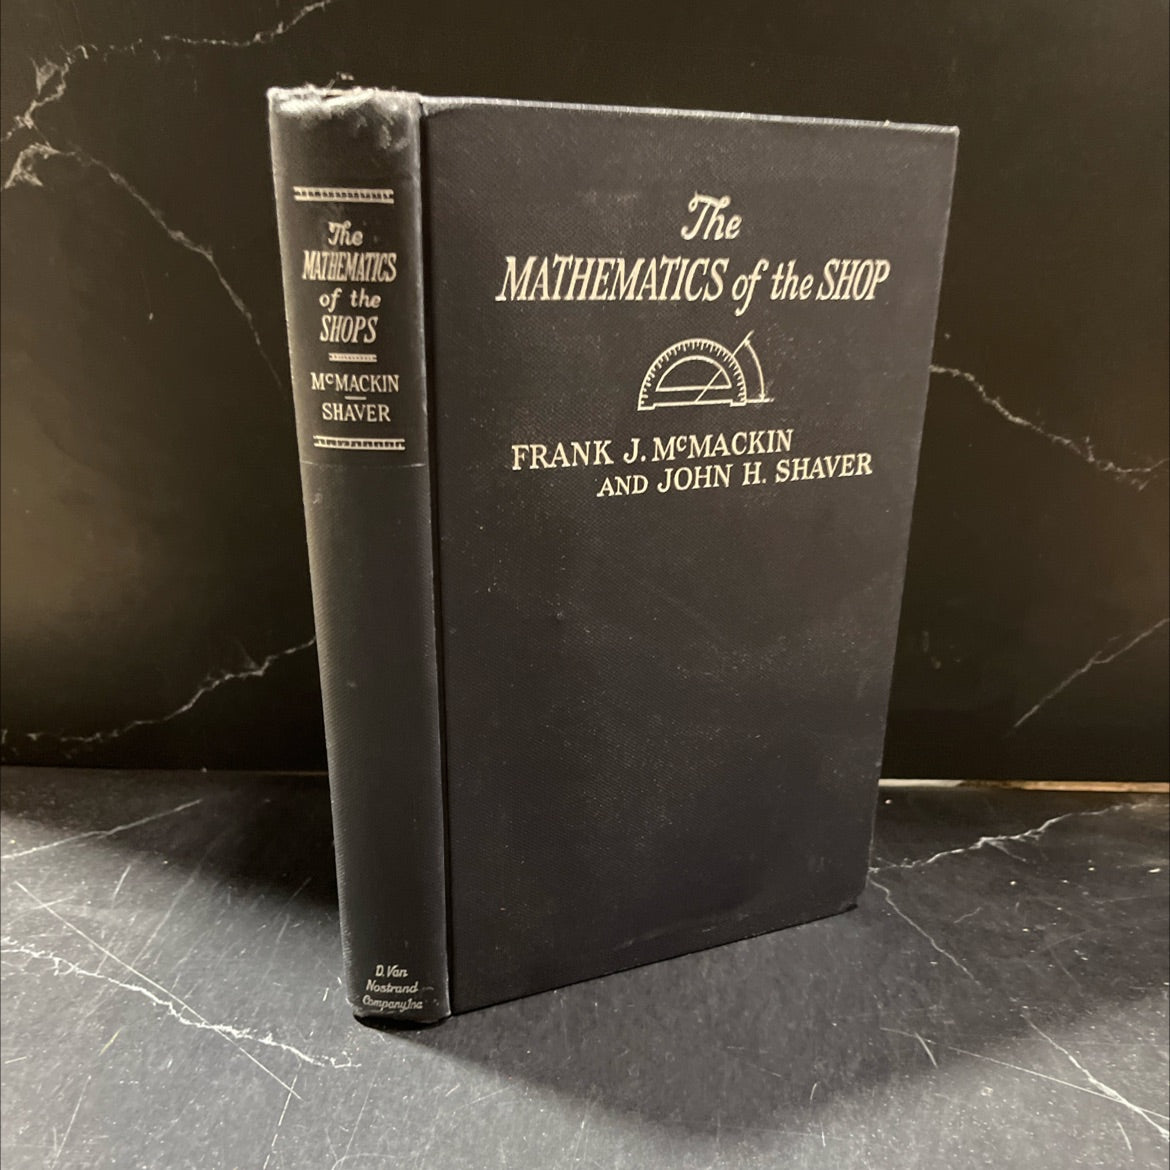 The
MATHEMATICS
of the
SHOPS
McMACKIN
SHAVER
D. Van
Nostrand
Company, Inc
The
MATHEMATICS of the SHOP
FRANK J. McMACKIN
AND JOHN H. SHAVER